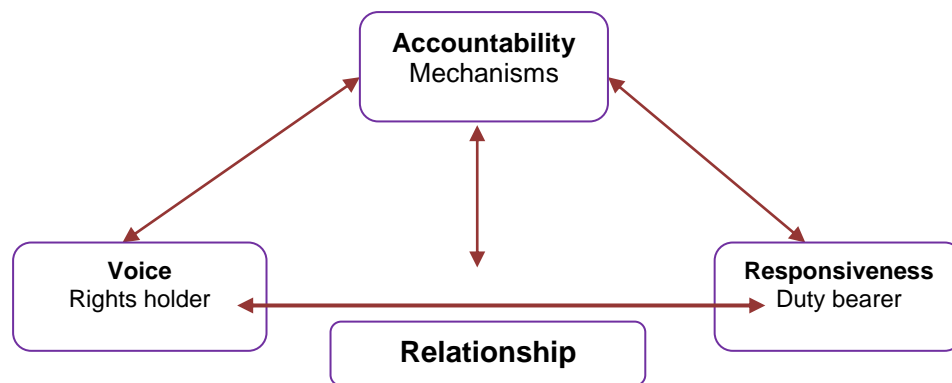 Accountability
Mechanisms
Voice
Rights holder
Responsiveness
Duty bearer
Relationship